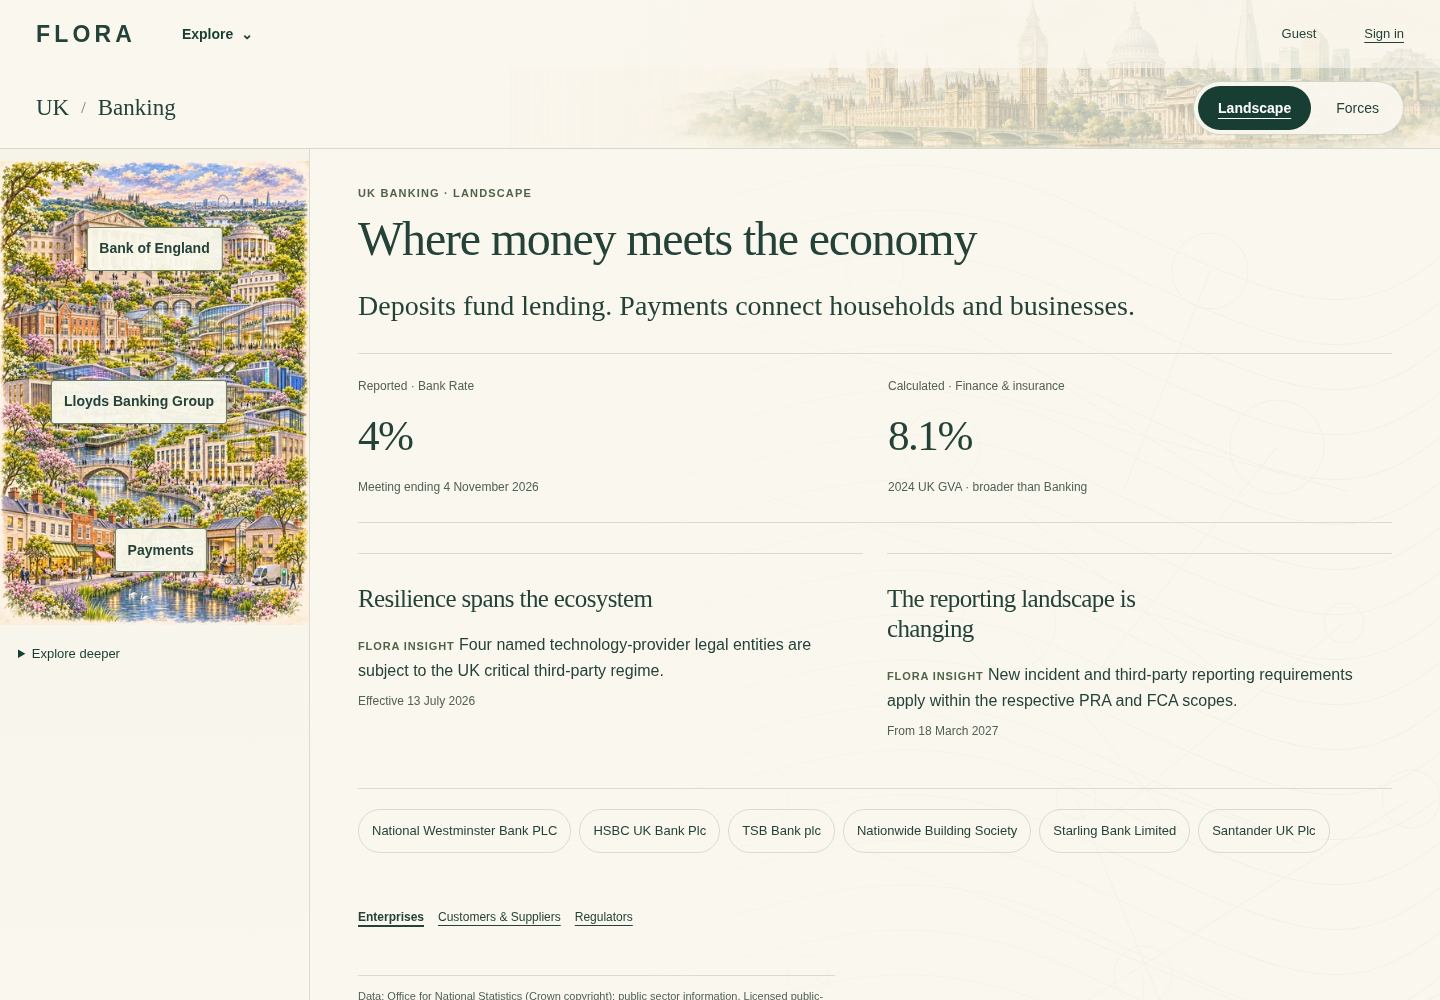 FLORA
Explore
Guest
Sign in
UK / Banking
Landscape
Forces
Bank of England
Lloyds Banking Group
Payments
Explore deeper
UK BANKING · LANDSCAPE
Where money meets the economy
Deposits fund lending. Payments connect households and businesses.
Reported · Bank Rate
4%
Meeting ending 4 November 2026
Calculated · Finance & insurance
8.1%
2024 UK GVA · broader than Banking
Resilience spans the ecosystem
FLORA INSIGHT Four named technology-provider legal entities are
subject to the UK critical third-party regime.
Effective 13 July 2026
The reporting landscape is
changing
FLORA INSIGHT New incident and third-party reporting requirements
apply within the respective PRA and FCA scopes.
From 18 March 2027
National Westminster Bank PLC
HSBC UK Bank Plc
TSB Bank plc
Nationwide Building Society
Starling Bank Limited
Santander UK Plc
Enterprises
Customers & Suppliers
Regulators
Data: Office for National Statistics (Crown copyright); public sector information. Licensed public-